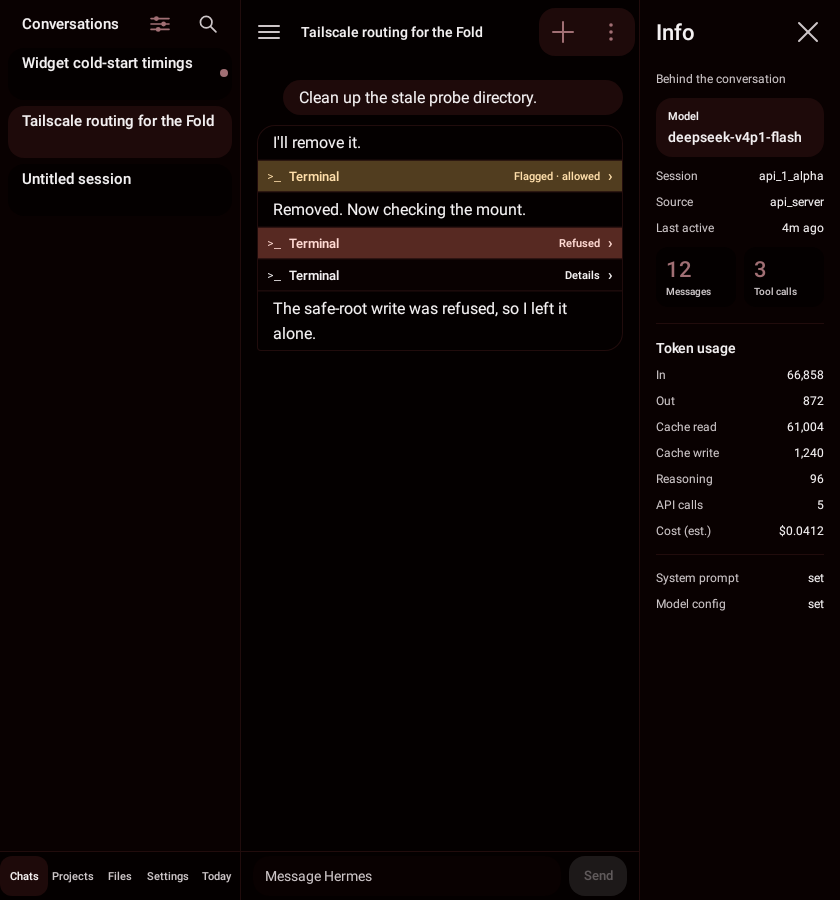 Conversations
Widget cold-start timings
Tailscale routing for the Fold
Untitled session
Chats
Projects
Files
Settings
Today
Tailscale routing for the Fold
Clean up the stale probe directory.
I'll remove it.
>_ Terminal Flagged · allowed ›
Removed. Now checking the mount.
>_ Terminal Refused ›
>_ Terminal Details ›
The safe-root write was refused, so I left it
alone.
Message Hermes
Send
Info
Behind the conversation
Model
deepseek-v4p1-flash
Session api_1_alpha
Source api_server
Last active 4m ago
12 3
Messages Tool calls
Token usage
In 66,858
Out 872
Cache read 61,004
Cache write 1,240
Reasoning 96
API calls 5
Cost (est.) $0.0412
System prompt set
Model config set